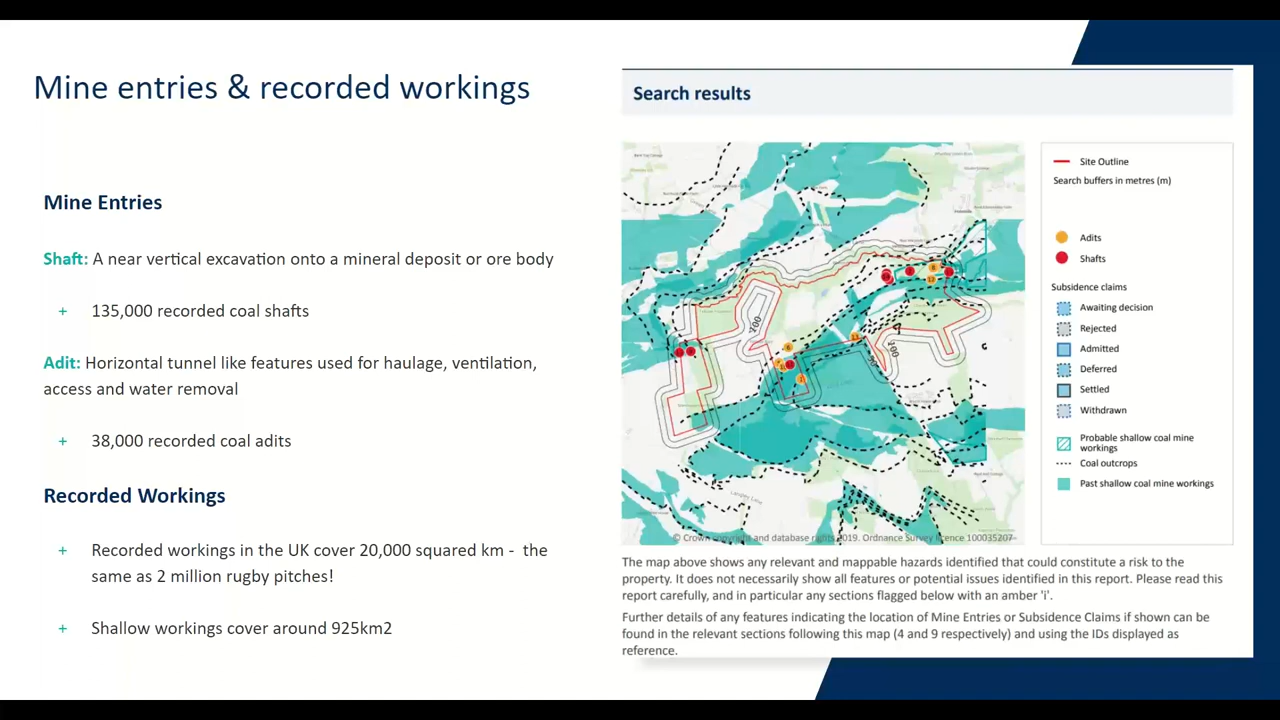 Mine entries & recorded workings
Mine Entries
Shaft: A near vertical excavation onto a mineral deposit or ore body
+ 135,000 recorded coal shafts
Adit: Horizontal tunnel like features used for haulage, ventilation,
access and water removal
+ 38,000 recorded coal adits
Recorded Workings
+ Recorded workings in the UK cover 20,000 squared km - the
same as 2 million rugby pitches!
+ Shallow workings cover around 925km2
Search results
100
100
© Crown copyright and database rights 2019. Ordnance Survey licence 100035207
Site Outline
Search buffers in metres (m)
Adits
Shafts
Subsidence claims
Awaiting decision
Rejected
Admitted
Deferred
Settled
Withdrawn
Probable shallow coal mine
workings
Coal outcrops
Past shallow coal mine workings
The map above shows any relevant and mappable hazards identified that could constitute a risk to the
property. It does not necessarily show all features or potential issues identified in this report. Please read this
report carefully, and in particular any sections flagged below with an amber 'i'.
Further details of any features indicating the location of Mine Entries or Subsidence Claims if shown can be
found in the relevant sections following this map (4 and 9 respectively) and using the IDs displayed as
reference.